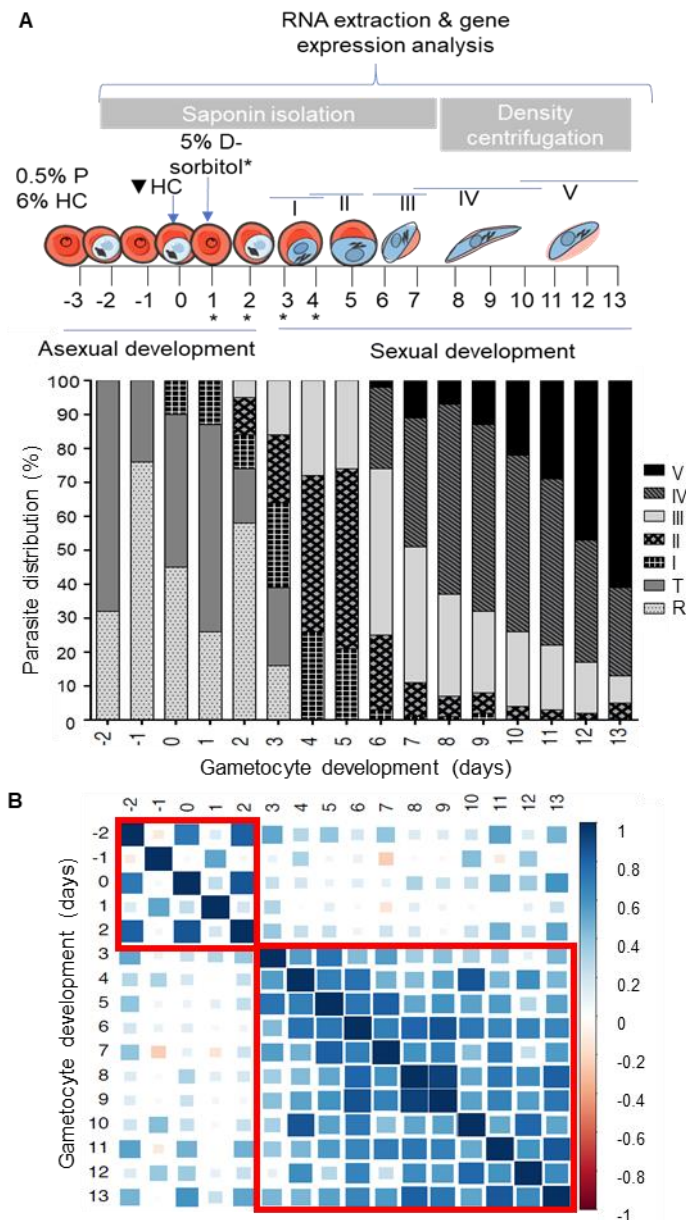 A
RNA extraction & gene
expression analysis
Saponin isolation
Density
centrifugation
5% D-
sorbitol*
0.5% P
6% HC
▼HC
I
II
III
IV
V
-3 -2 -1 0 1 2 3 4 5 6 7 8 9 10 11 12 13
* * * *
Asexual development
Sexual development
Parasite distribution (%)
100
90
80
70
60
50
40
30
20
10
0
V
IV
III
II
I
T
R
-2 -1 0 1 2 3 4 5 6 7 8 9 10 11 12 13
Gametocyte development (days)
B
-2 -1 0 1 2 3 4 5 6 7 8 9 10 11 12 13
Gametocyte development (days)
-2
-1
0
1
2
3
4
5
6
7
8
9
10
11
12
13
1
0.8
0.6
0.4
0.2
0
-0.2
-0.4
-0.6
-0.8
-1